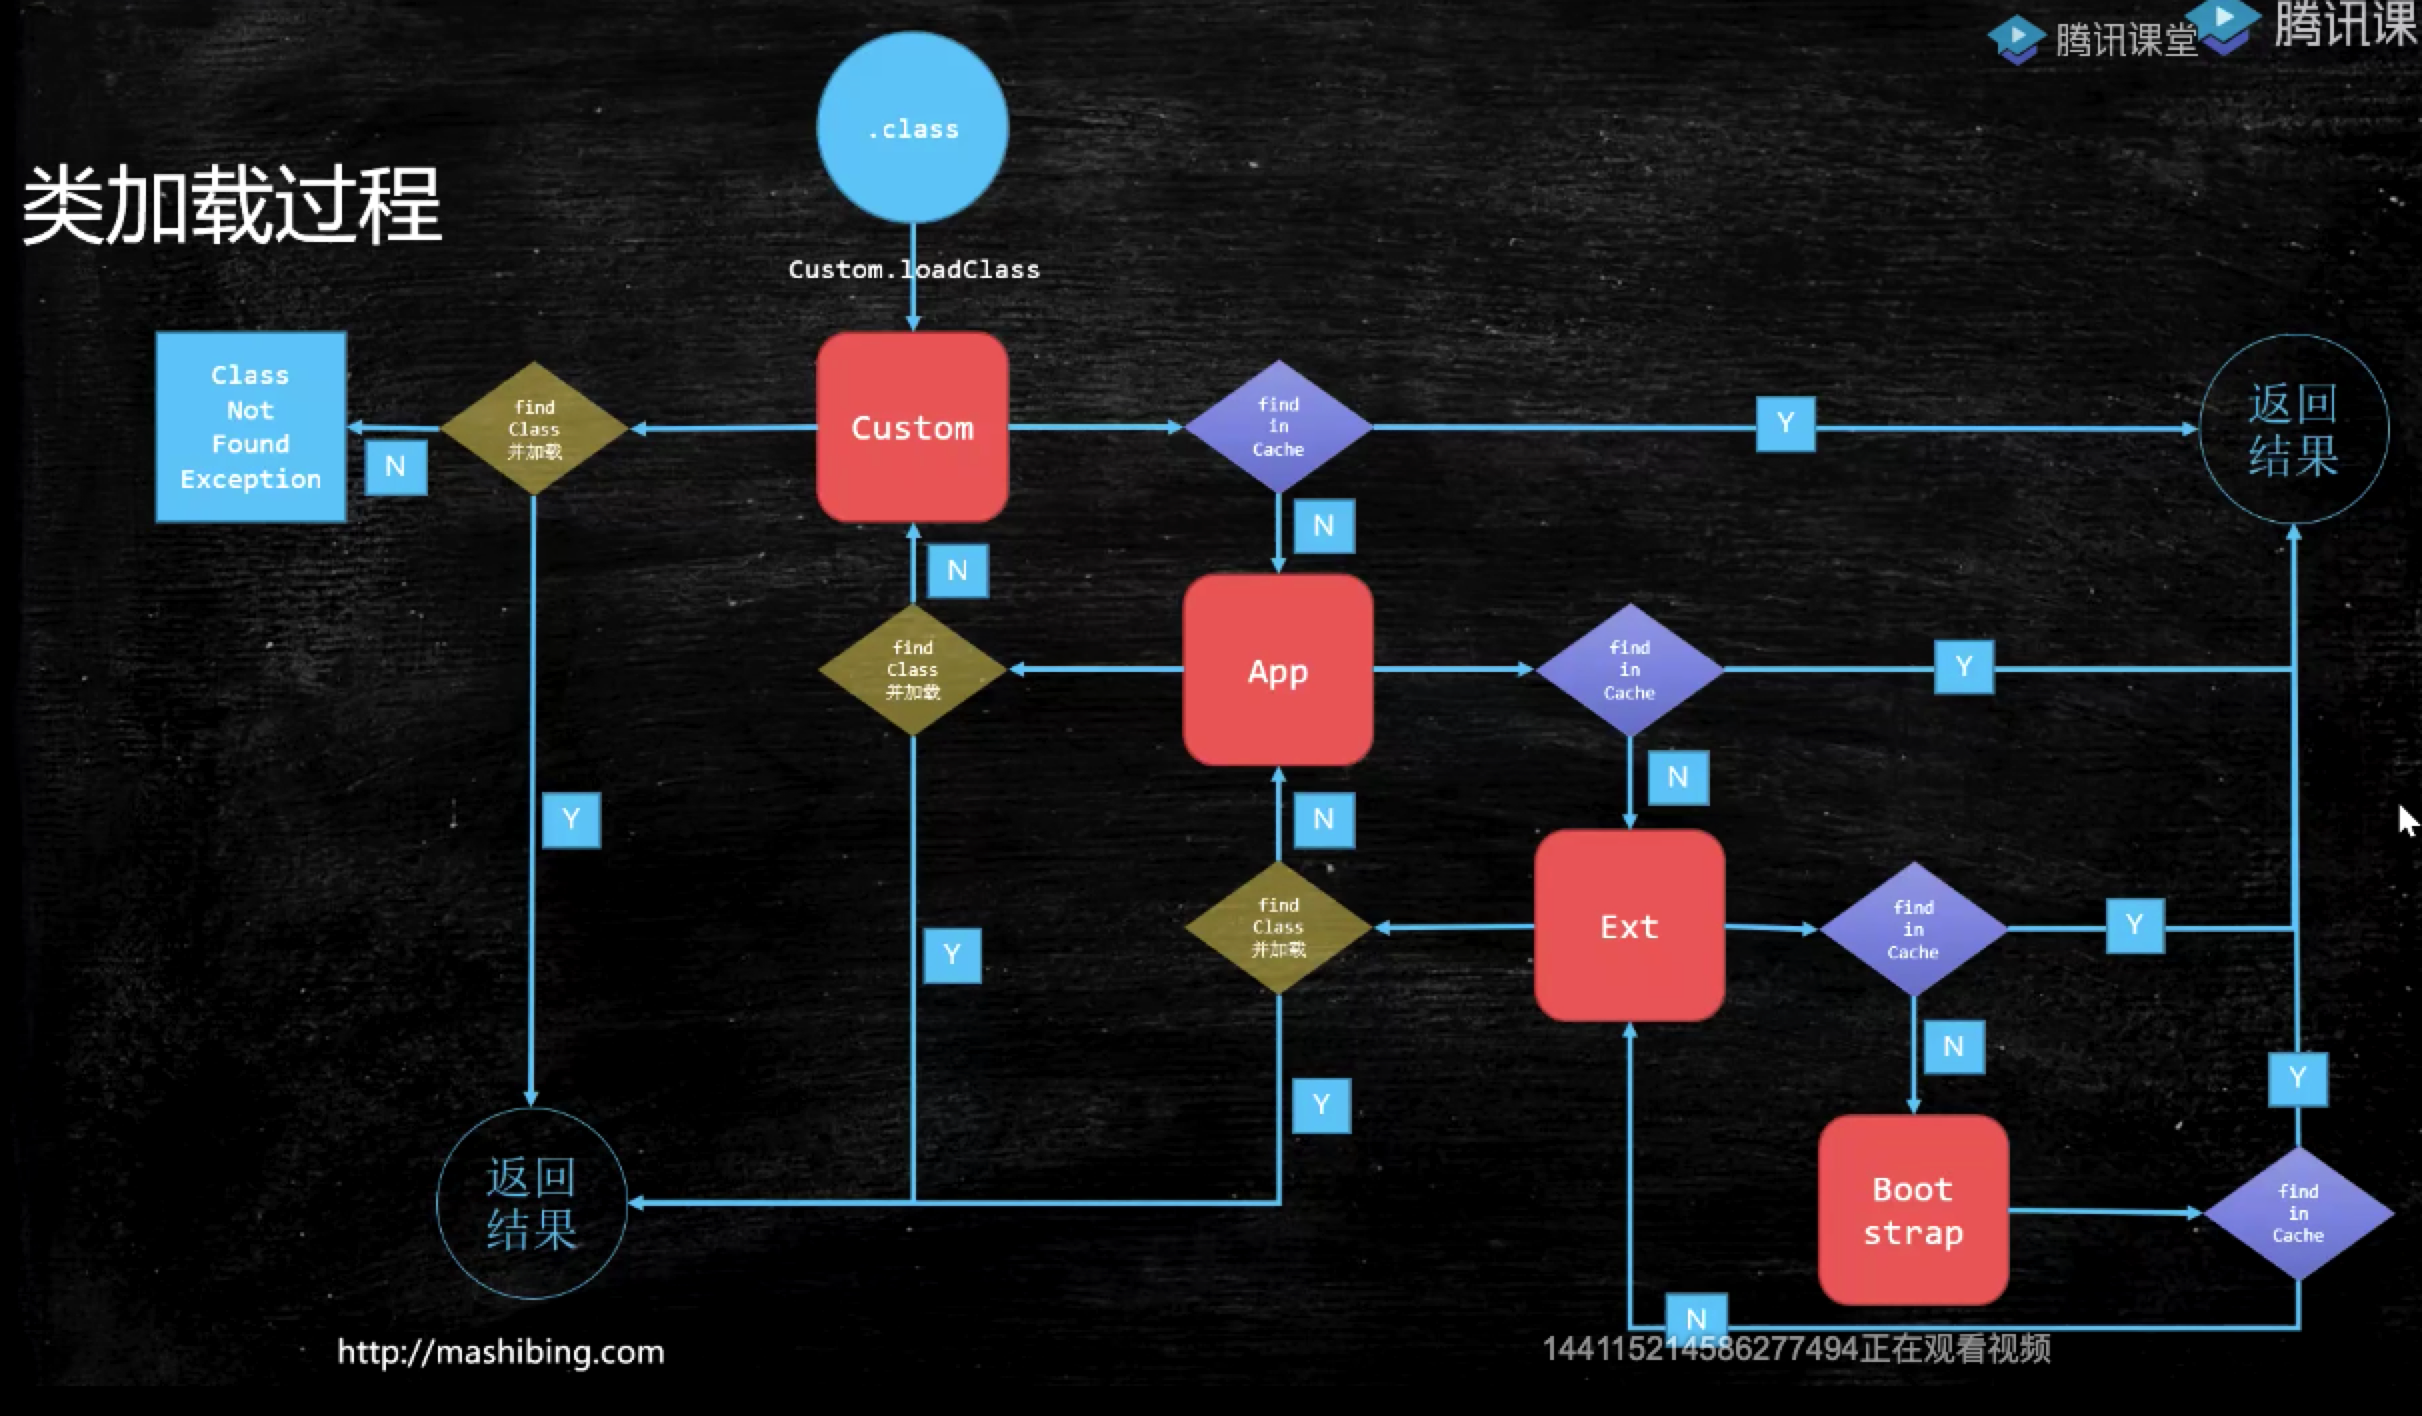 腾讯课堂
腾讯课
.class
类加载过程
Custom.loadClass
Class
Not
Found
Exception
N
find
Class
并加载
Custom
find
in
Cache
Y
返回
结果
N
N
find
Class
并加载
App
find
in
Cache
Y
N
N
Y
find
Class
并加载
Ext
find
in
Cache
Y
Y
N
Y
Y
返回
结果
Boot
strap
find
in
Cache
N
http://mashibing.com
144115214586277494正在观看视频